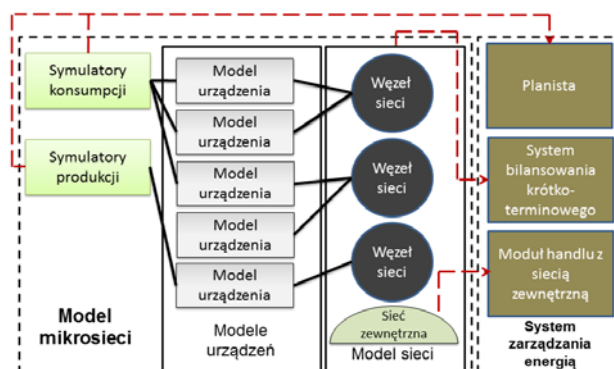 Symulatory
konsumpcji
Symulatory
produkcji
Model
mikrosieci
Model
urządzenia
Model
urządzenia
Model
urządzenia
Model
urządzenia
Model
urządzenia
Modele
urządzeń
Węzeł
sieci
Węzeł
sieci
Węzeł
sieci
Sieć
zewnętrzna
Model sieci
Planista
System
bilansowania
krótko-
terminowego
Moduł handlu z
siecią
zewnętrzną
System
zarządzania
energią